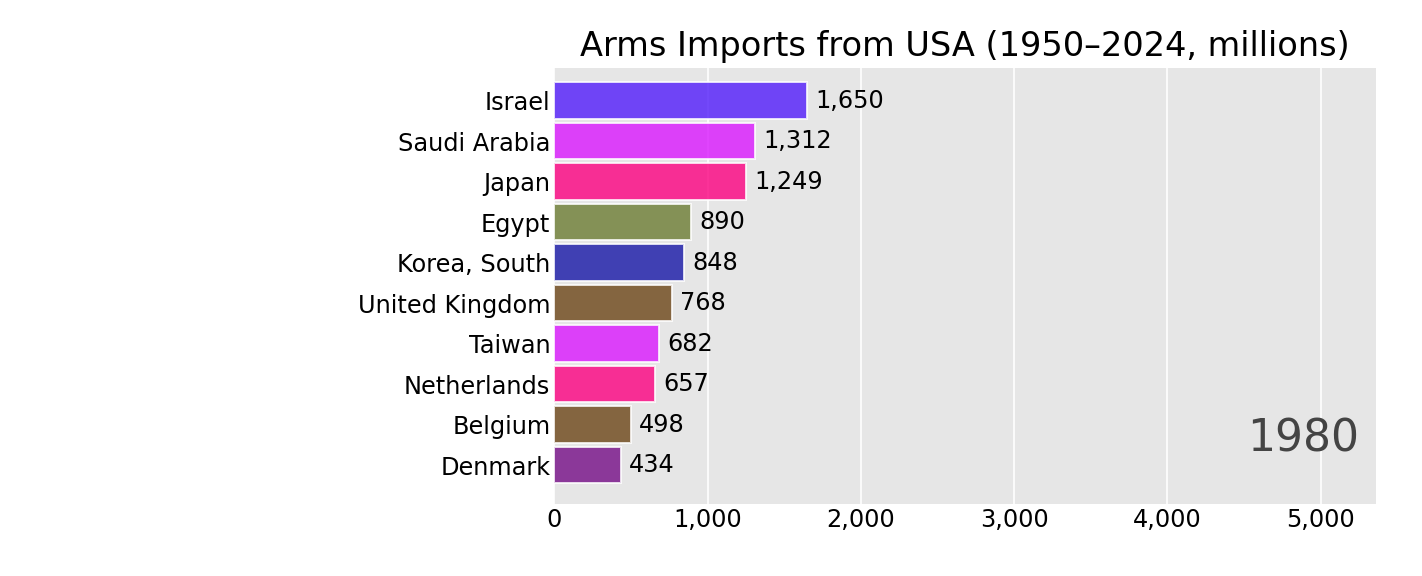 Arms Imports from USA (1950–2024, millions)
Israel 1,650
Saudi Arabia 1,312
Japan 1,249
Egypt 890
Korea, South 848
United Kingdom 768
Taiwan 682
Netherlands 657
Belgium 498
Denmark 434
1980
0 1,000 2,000 3,000 4,000 5,000